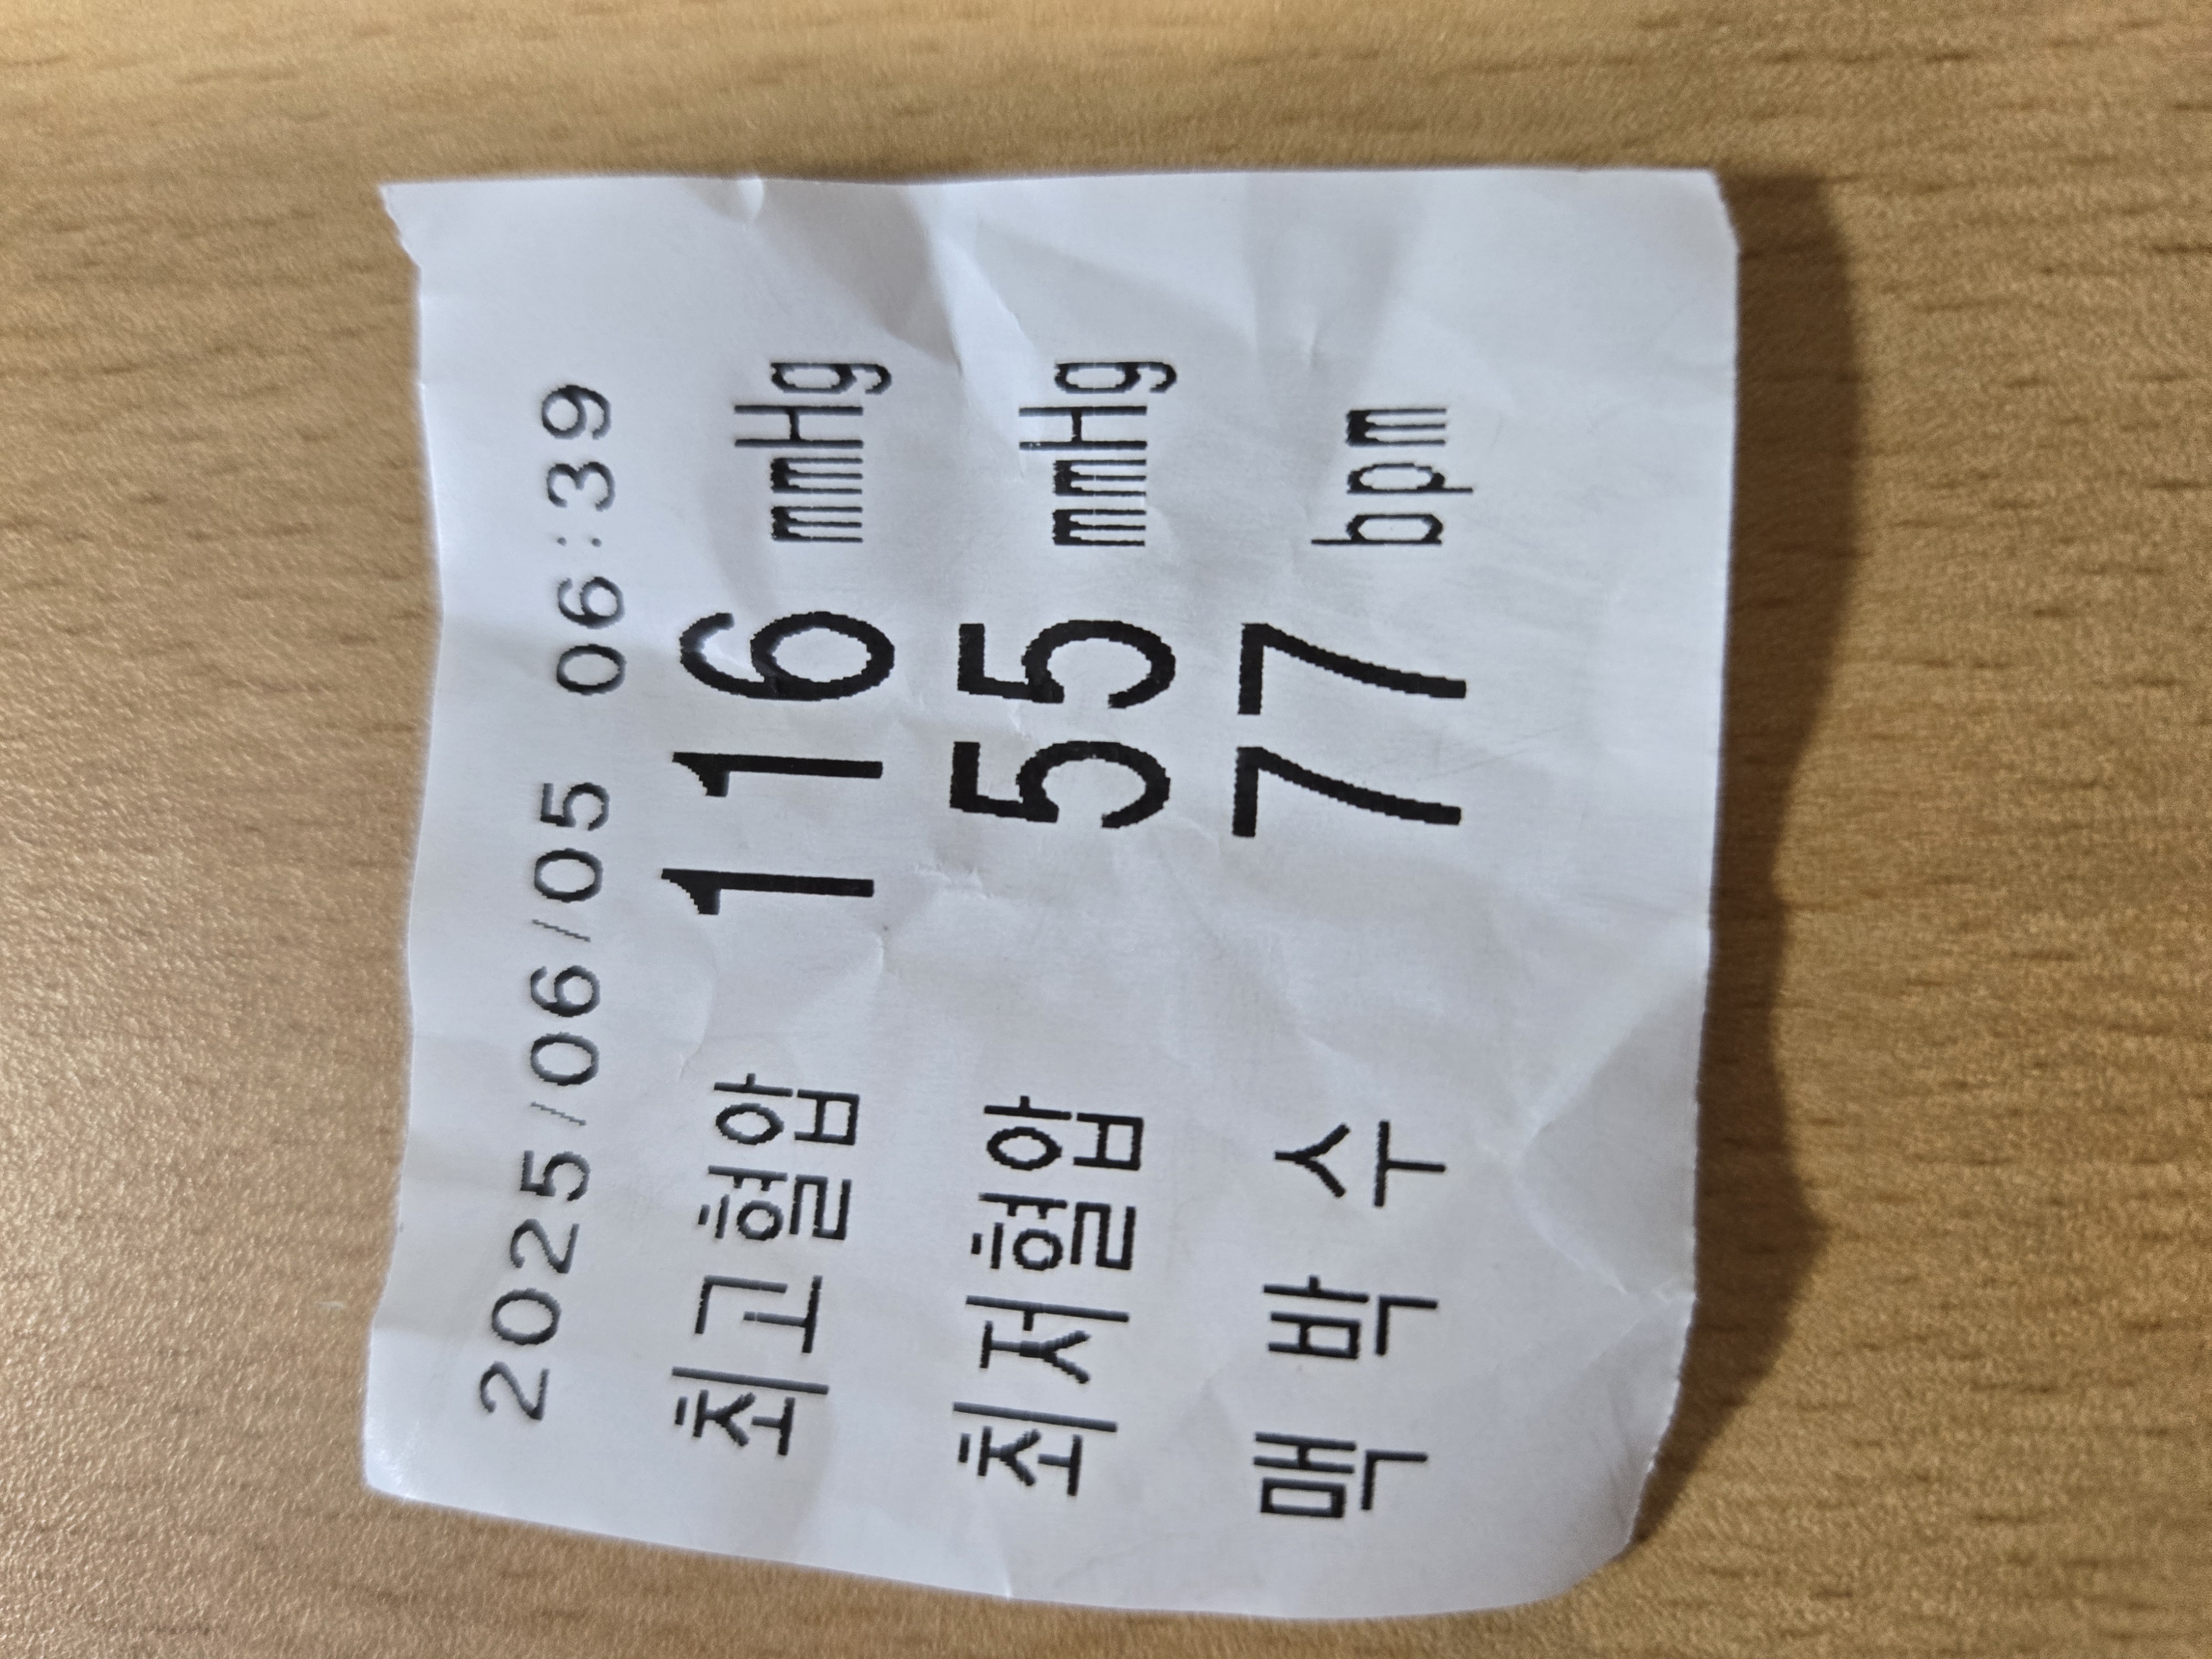 2025/06/05 06:39
최고혈압 116 mmHg
최저혈압 55 mmHg
맥 박 수 77 bpm